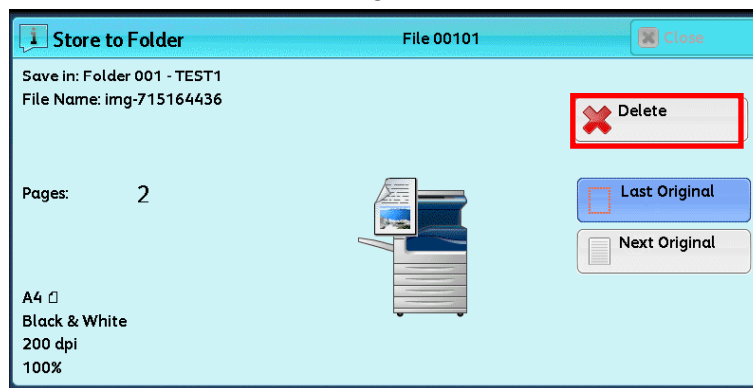 Store to Folder
File 00101
Close
Save in: Folder 001 - TEST1
File Name: img-715164436
Delete
Pages: 2
Last Original
Next Original
A4
Black & White
200 dpi
100%